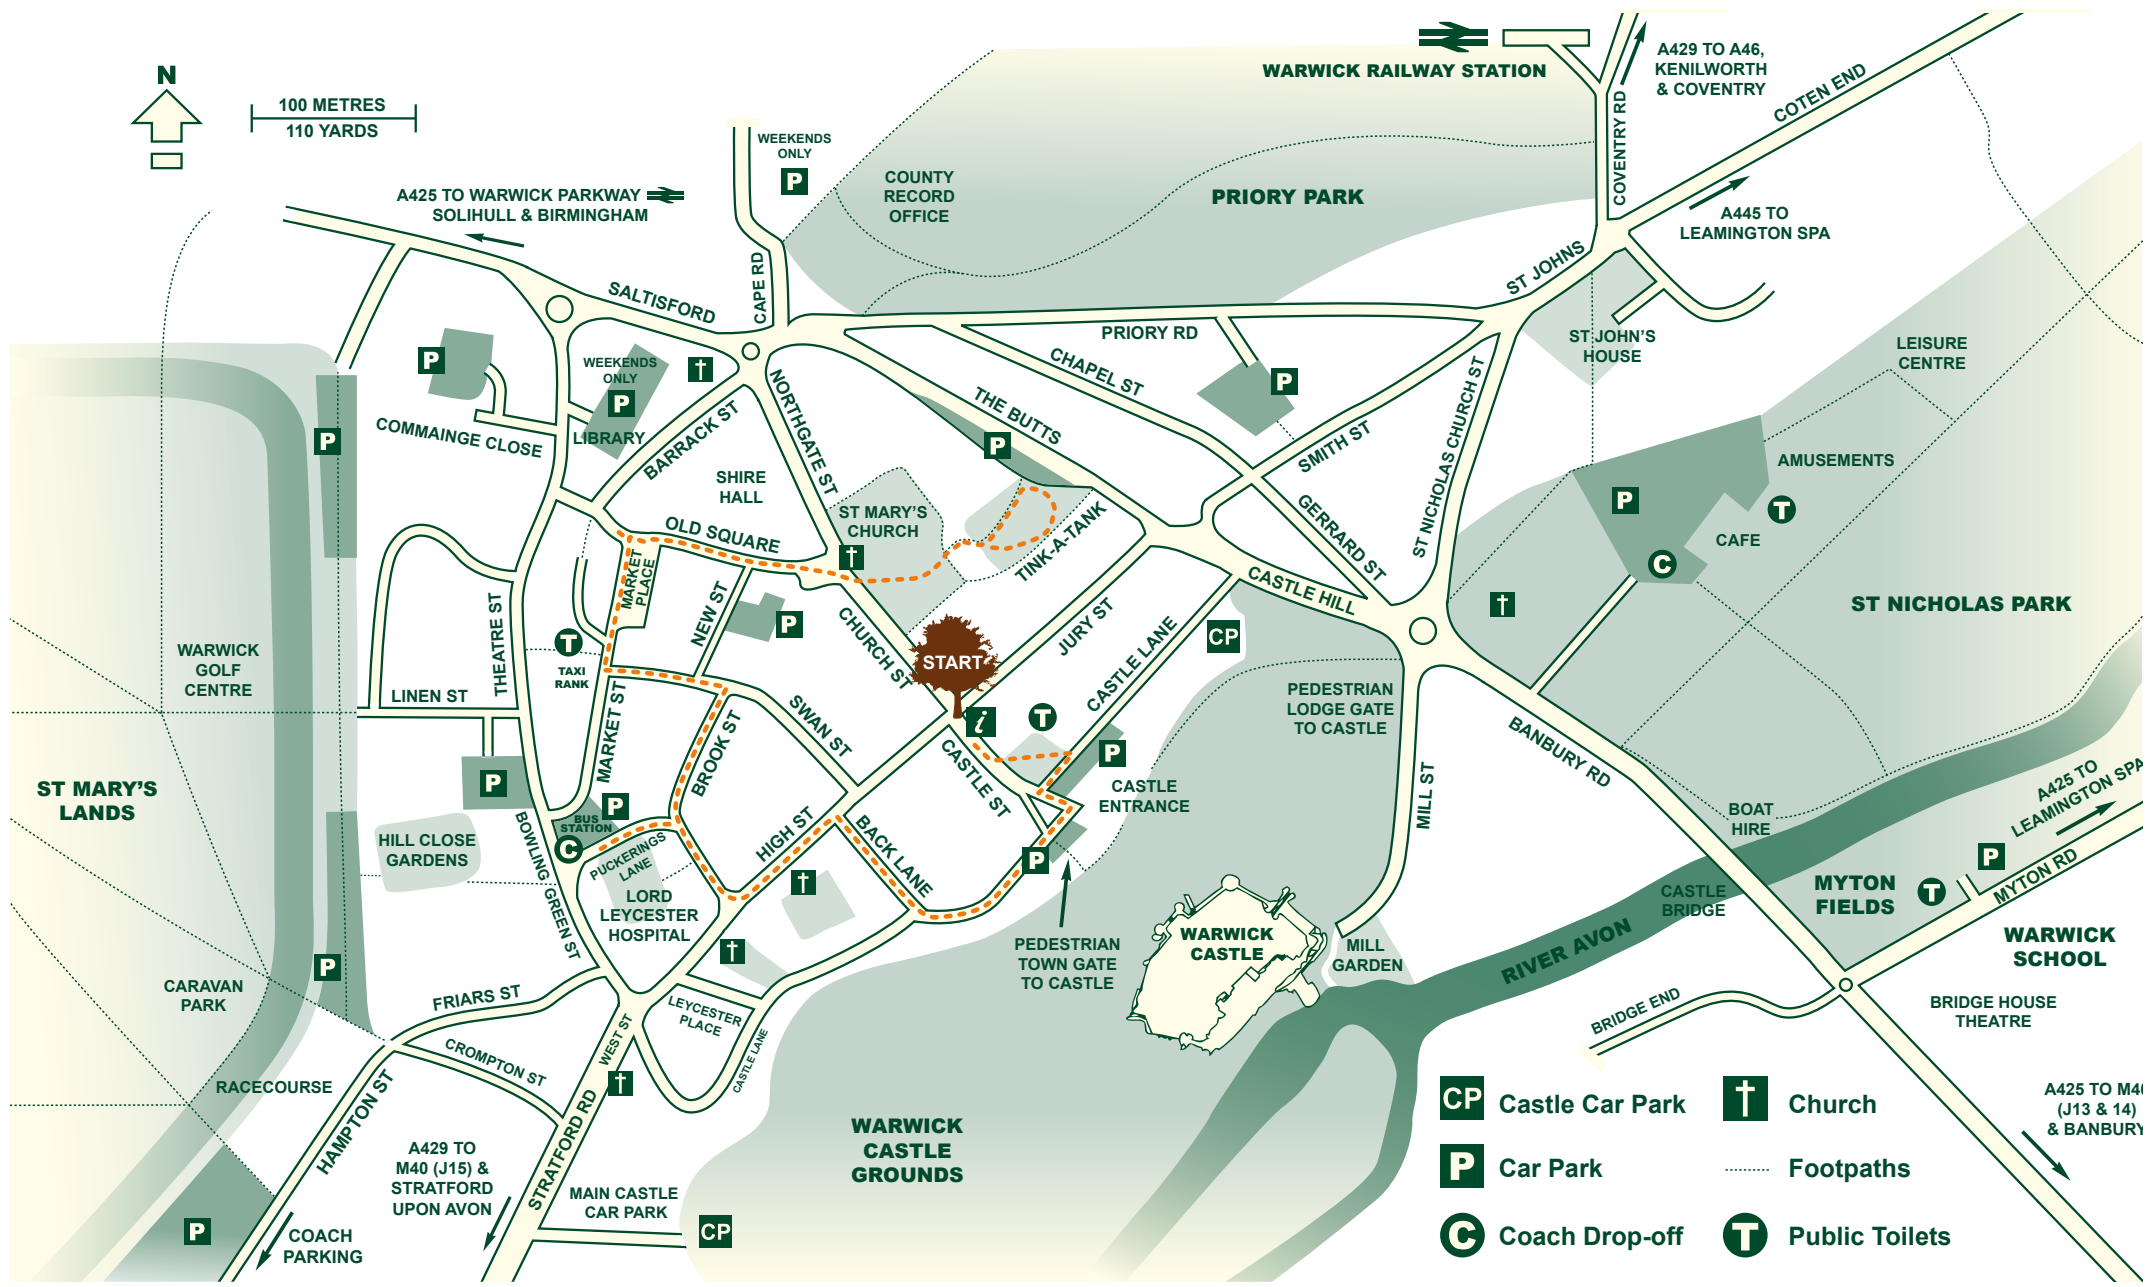 N
100 METRES
110 YARDS
A425 TO WARWICK PARKWAY
SOLIHULL & BIRMINGHAM
WEEKENDS
ONLY
P
COUNTY
RECORD
OFFICE
PRIORY PARK
WARWICK RAILWAY STATION
A429 TO A46,
KENILWORTH
& COVENTRY
COVENTRY RD
COTEN END
A445 TO
LEAMINGTON SPA
ST JOHNS
SALTISFORD
CAPE RD
PRIORY RD
CHAPEL ST
P
THE BUTTS
P
SMITH ST
ST NICHOLAS CHURCH ST
GERRARD ST
ST JOHN'S
HOUSE
LEISURE
CENTRE
AMUSEMENTS
P
T
CAFE
C
ST NICHOLAS PARK
P
COMMAINGE CLOSE
WEEKENDS
ONLY
P
LIBRARY
BARRACK ST
NORTHGATE ST
SHIRE
HALL
P
OLD SQUARE
ST MARY'S
CHURCH
TINK-A-TANK
MARKET
PLACE
NEW ST
P
CHURCH ST
START
JURY ST
CASTLE LANE
CASTLE HILL
CP
THEATRE ST
T
TAXI
RANK
LINEN ST
MARKET ST
BROOK ST
SWAN ST
i
T
P
CASTLE
ENTRANCE
CASTLE ST
PEDESTRIAN
LODGE GATE
TO CASTLE
MILL ST
BANBURY RD
WARWICK
GOLF
CENTRE
ST MARY'S
LANDS
P
P
BUS
STATION
C
PUCKERINGS
LANE
HIGH ST
BACK LANE
P
HILL CLOSE
GARDENS
BOWLING GREEN ST
LORD
LEYCESTER
HOSPITAL
PEDESTRIAN
TOWN GATE
TO CASTLE
WARWICK
CASTLE
MILL
GARDEN
RIVER AVON
CASTLE
BRIDGE
BOAT
HIRE
MYTON
FIELDS
T
P
A425 TO
LEAMINGTON SPA
MYTON RD
WARWICK
SCHOOL
BRIDGE HOUSE
THEATRE
BRIDGE END
A425 TO M40
(J13 & 14)
& BANBURY
CARAVAN
PARK
P
FRIARS ST
CROMPTON ST
WEST ST
LEYCESTER
PLACE
CASTLE LANE
RACECOURSE
HAMPTON ST
STRATFORD RD
A429 TO
M40 (J15) &
STRATFORD
UPON AVON
P
COACH
PARKING
MAIN CASTLE
CAR PARK
CP
WARWICK
CASTLE
GROUNDS
CP Castle Car Park
Church
P Car Park
Footpaths
C Coach Drop-off
T Public Toilets